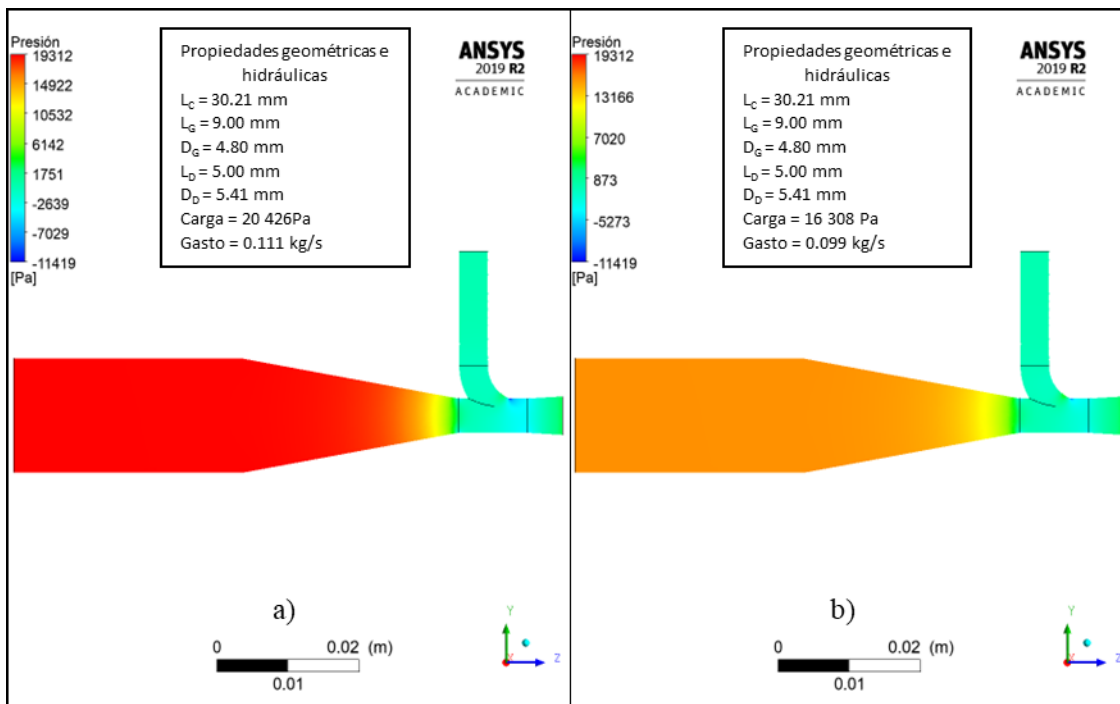 Presión
19312
14922
10532
6142
1751
-2639
-7029
-11419
[Pa]
Propiedades geométricas e
hidráulicas
L_C = 30.21 mm
L_G = 9.00 mm
D_G = 4.80 mm
L_D = 5.00 mm
D_D = 5.41 mm
Carga = 20 426Pa
Gasto = 0.111 kg/s
ANSYS
2019 R2
ACADEMIC
a)
0 0.02 (m)
0.01
Y
X
Z
Presión
19312
13166
7020
873
-5273
-11419
[Pa]
Propiedades geométricas e
hidráulicas
L_C = 30.21 mm
L_G = 9.00 mm
D_G = 4.80 mm
L_D = 5.00 mm
D_D = 5.41 mm
Carga = 16 308 Pa
Gasto = 0.099 kg/s
ANSYS
2019 R2
ACADEMIC
b)
0 0.02 (m)
0.01
Y
X
Z